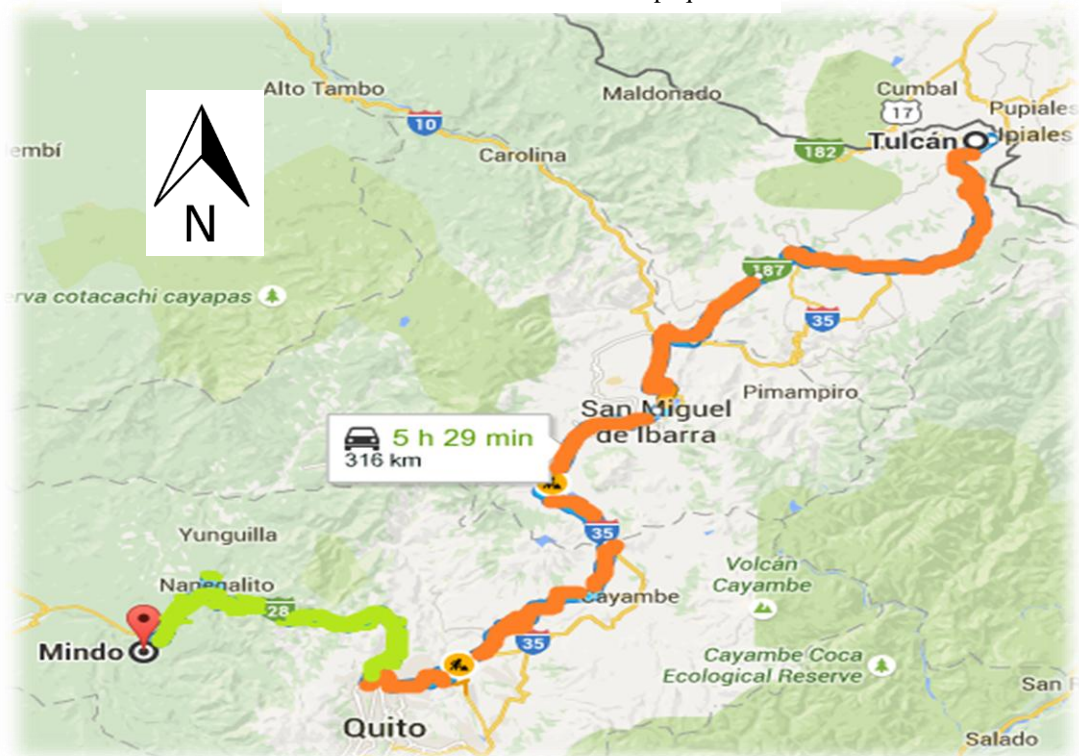 Alto Tambo
Cumbal
17
Maldonado
Pupiales
10
Tulcán
Ipiales
embí
182
Carolina
N
187
erva cotacachi cayapas
35
Pimampiro
San Miguel
de Ibarra
5 h 29 min
316 km
35
Yunguilla
Volcán
Cayambe
Nanegalito
Cayambe
28
35
Mindo
Cayambe Coca
Ecological Reserve
San
Quito
Salado